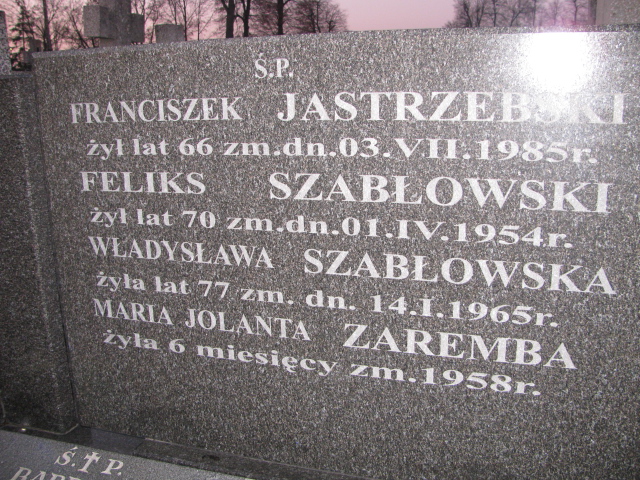 Ś.P.
FRANCISZEK JASTRZEBSKI
żył lat 66 zm.dn.03.VII.1985r.
FELIKS SZABŁOWSKI
żył lat 70 zm.dn.01.IV.1954r.
WŁADYSŁAWA SZABŁOWSKA
żyła lat 77 zm. dn. 14.I.1965r.
MARIA JOLANTA ZAREMBA
żyła 6 miesięcy zm.1958r.
Ś P.